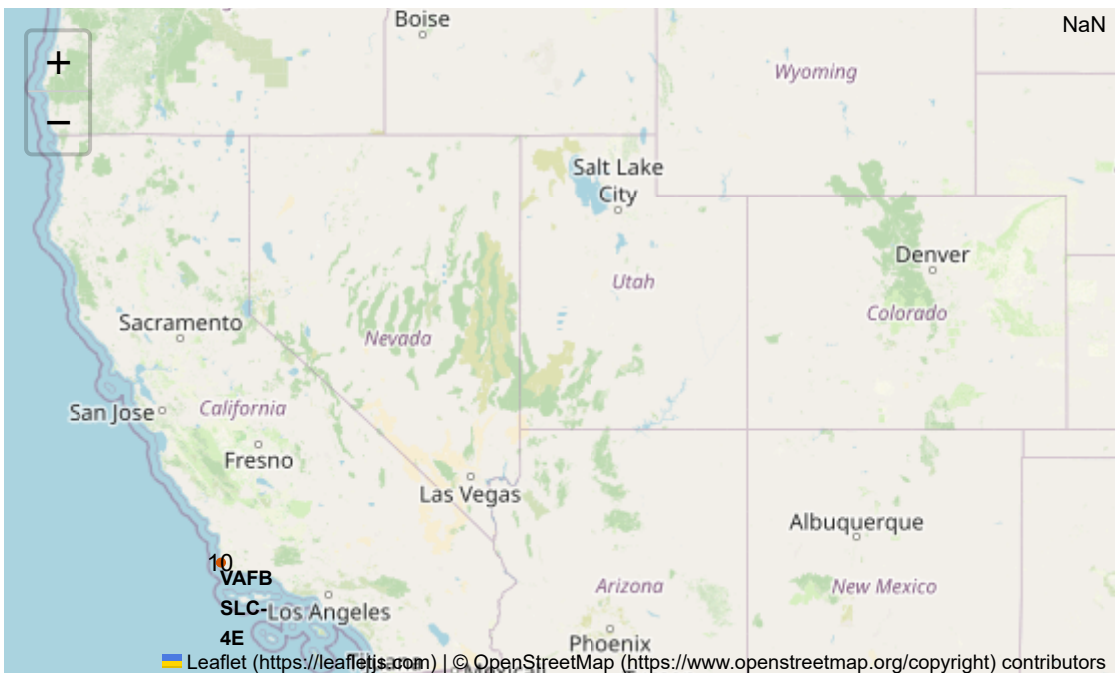 Boise
NaN
+
Wyoming
−
Salt Lake
City
Denver
Utah
Colorado
Sacramento
Nevada
San Jose
California
Fresno
Las Vegas
Albuquerque
10
VAFB
SLC-
4E
Los Angeles
Arizona
New Mexico
Phoenix
Tijuana
Mexicali
Leaflet (https://leafletjs.com) | © OpenStreetMap (https://www.openstreetmap.org/copyright) contributors